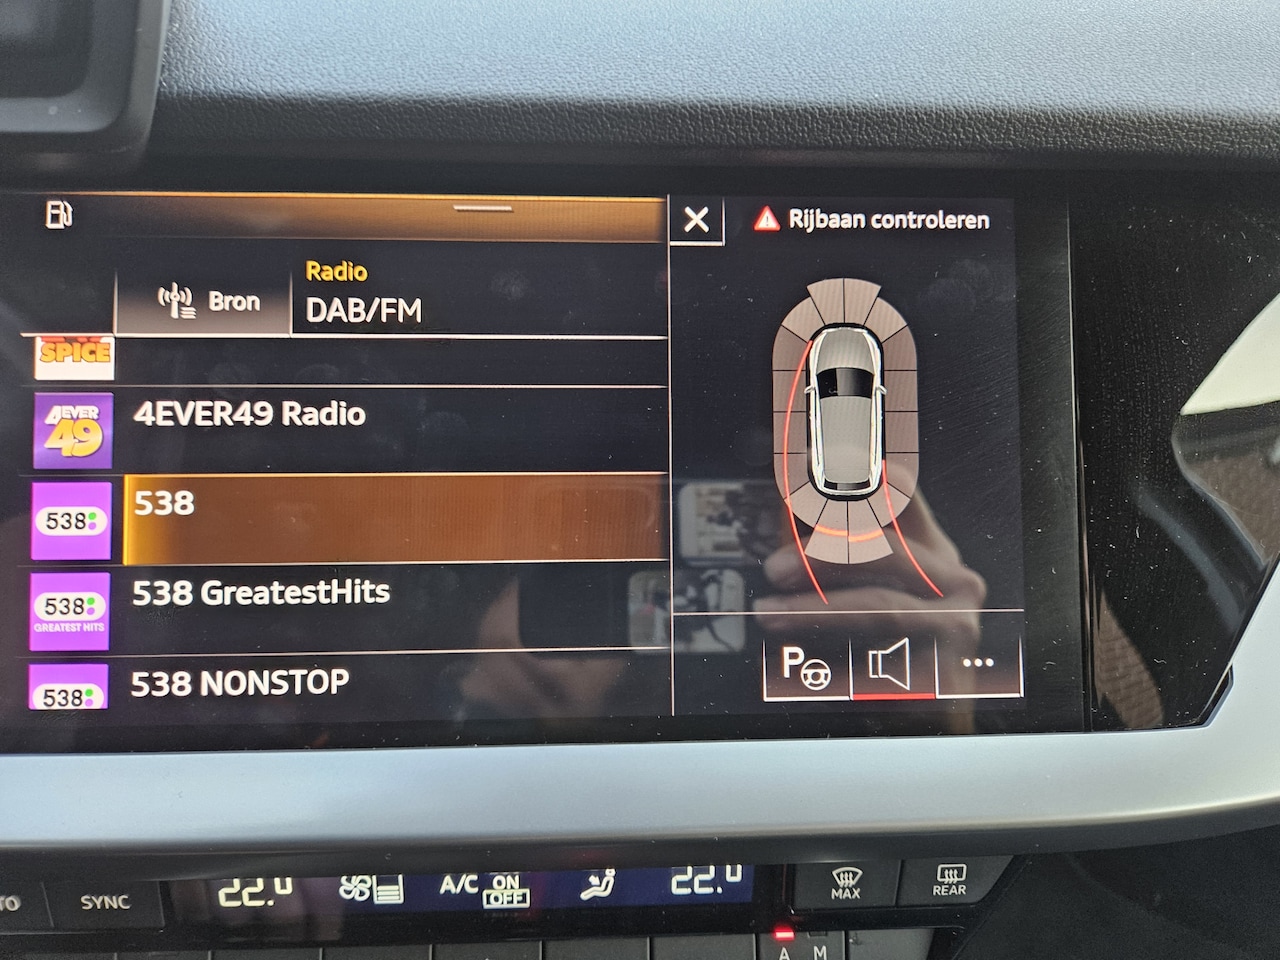 Rijbaan controleren
Radio
Bron
DAB/FM
SPICE
4EVER
49
4EVER49 Radio
538
538
538 GreatestHits
538
GREATEST HITS
538 NONSTOP
538
P
SYNC
22.0
A/C ON
OFF
22.0
MAX
REAR
A M